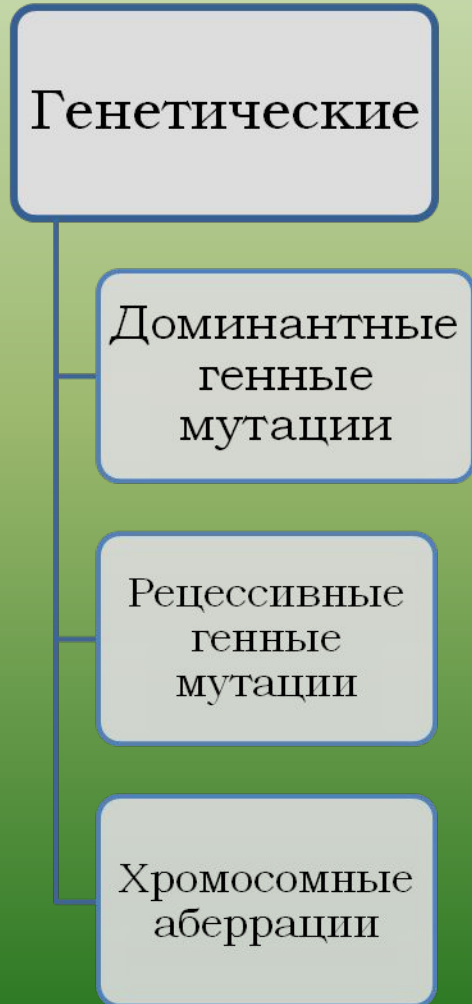 Генетические
Доминантные
генные
мутации
Рецессивные
генные
мутации
Хромосомные
аберрации